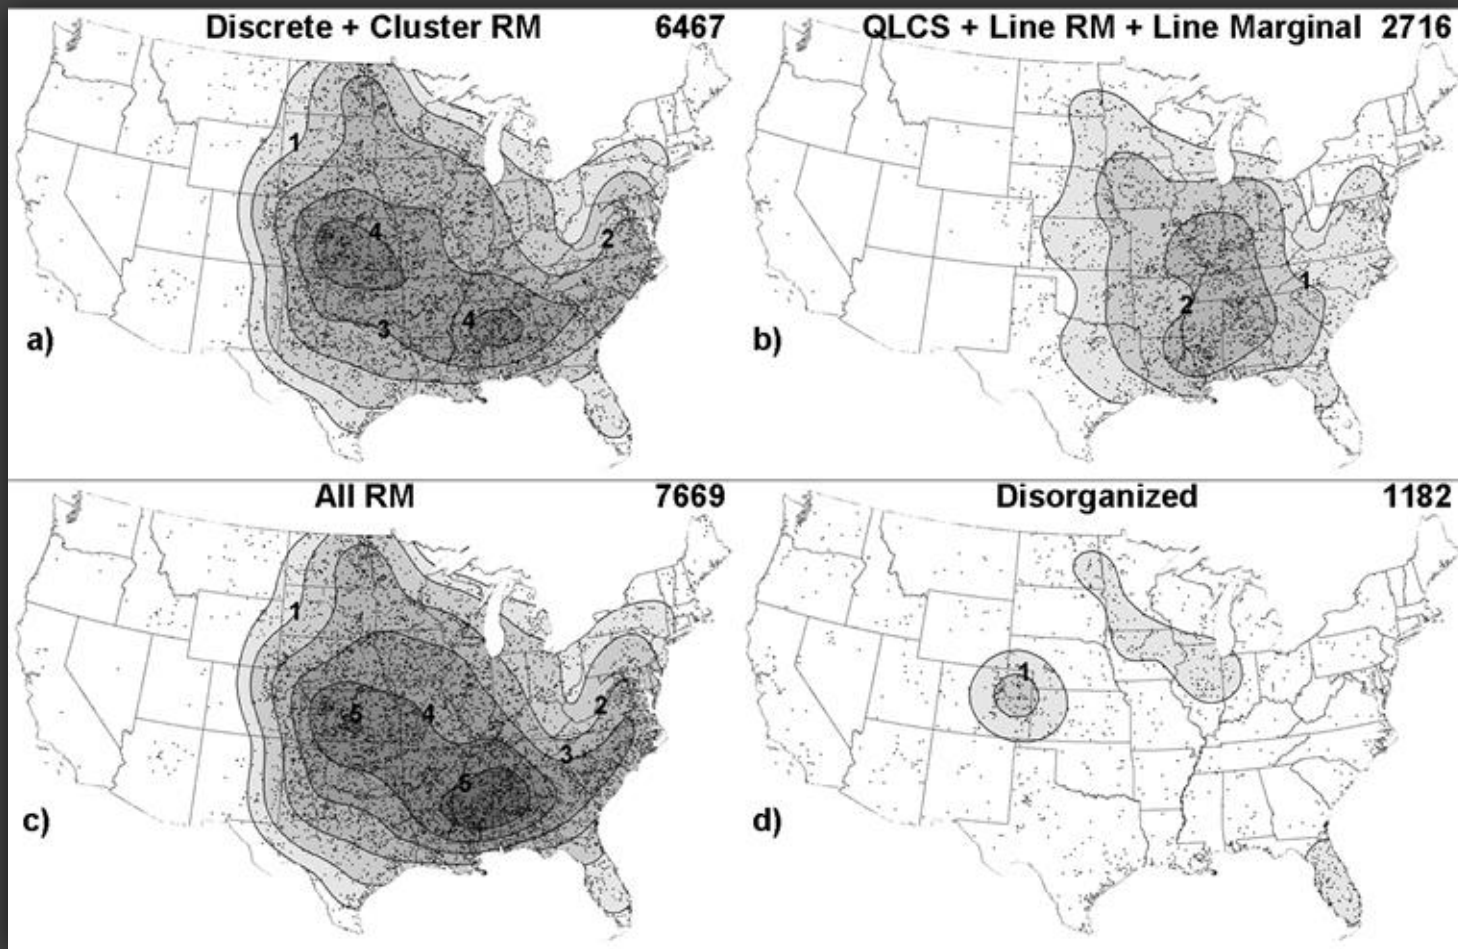 Discrete + Cluster RM 6467
1
4
2
4
3
a)
QLCS + Line RM + Line Marginal 2716
1
2
b)
All RM 7669
1
5
4
2
3
5
c)
Disorganized 1182
1
d)